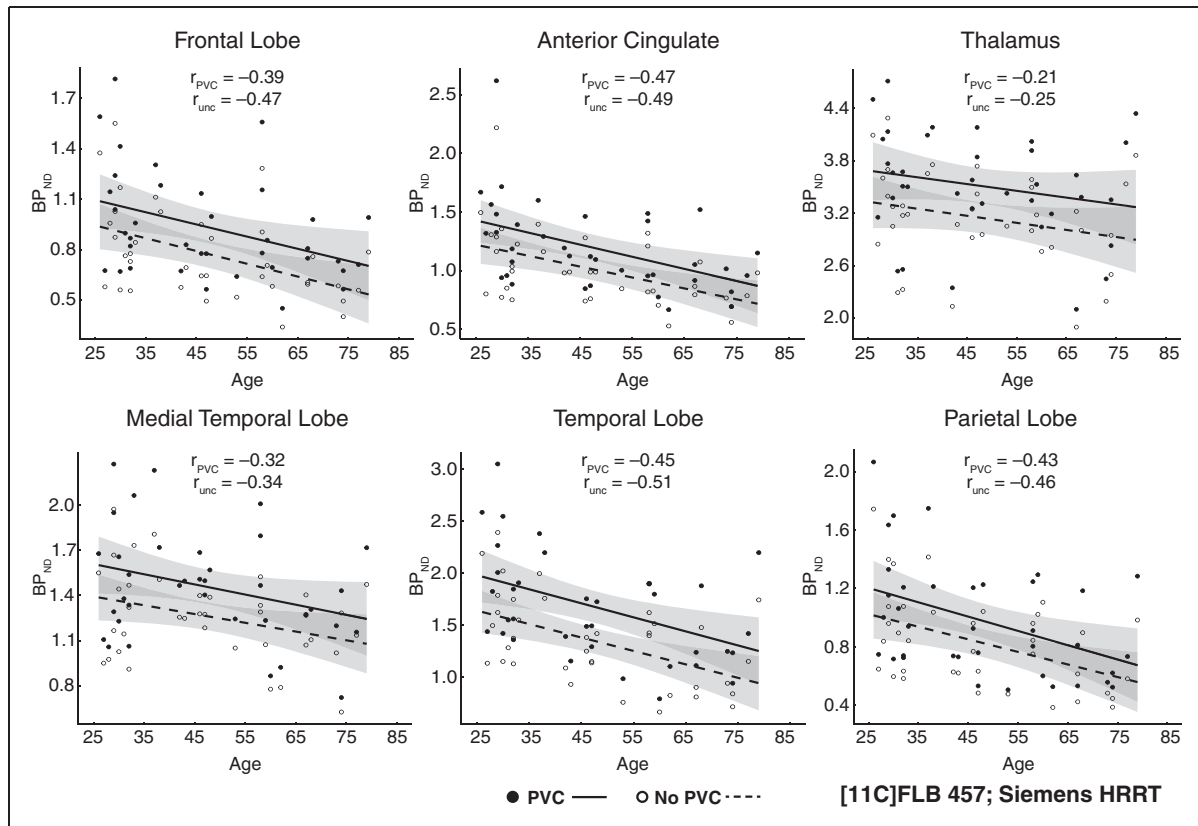 Frontal Lobe
r_PVC = –0.39
r_unc = –0.47
BP_ND
1.7
1.4
1.1
0.8
0.5
25 35 45 55 65 75 85
Age
Anterior Cingulate
r_PVC = –0.47
r_unc = –0.49
BP_ND
2.5
2.0
1.5
1.0
0.5
25 35 45 55 65 75 85
Age
Thalamus
r_PVC = –0.21
r_unc = –0.25
BP_ND
4.4
3.8
3.2
2.6
2.0
25 35 45 55 65 75 85
Age
Medial Temporal Lobe
r_PVC = –0.32
r_unc = –0.34
BP_ND
2.0
1.7
1.4
1.1
0.8
25 35 45 55 65 75 85
Age
Temporal Lobe
r_PVC = –0.45
r_unc = –0.51
BP_ND
3.0
2.5
2.0
1.5
1.0
25 35 45 55 65 75 85
Age
Parietal Lobe
r_PVC = –0.43
r_unc = –0.46
BP_ND
2.0
1.6
1.2
0.8
0.4
25 35 45 55 65 75 85
Age
PVC No PVC
[11C]FLB 457; Siemens HRRT